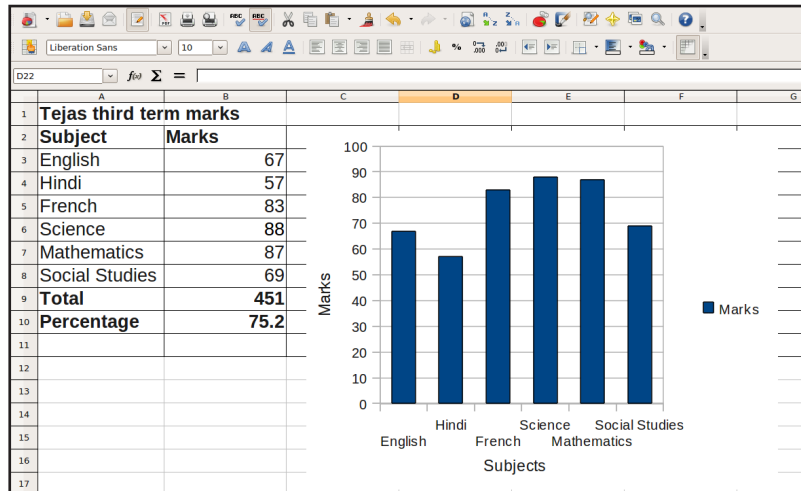 Liberation Sans 10
D22 f(x) Σ =
A B C D E F G
1 Tejas third term marks
2 Subject Marks
3 English 67
4 Hindi 57
5 French 83
6 Science 88
7 Mathematics 87
8 Social Studies 69
9 Total 451
10 Percentage 75.2
11
12
13
14
15
16
17
100
90
80
70
60
50
40
30
20
10
0
Marks
Hindi Science Social Studies
English French Mathematics
Subjects
Marks